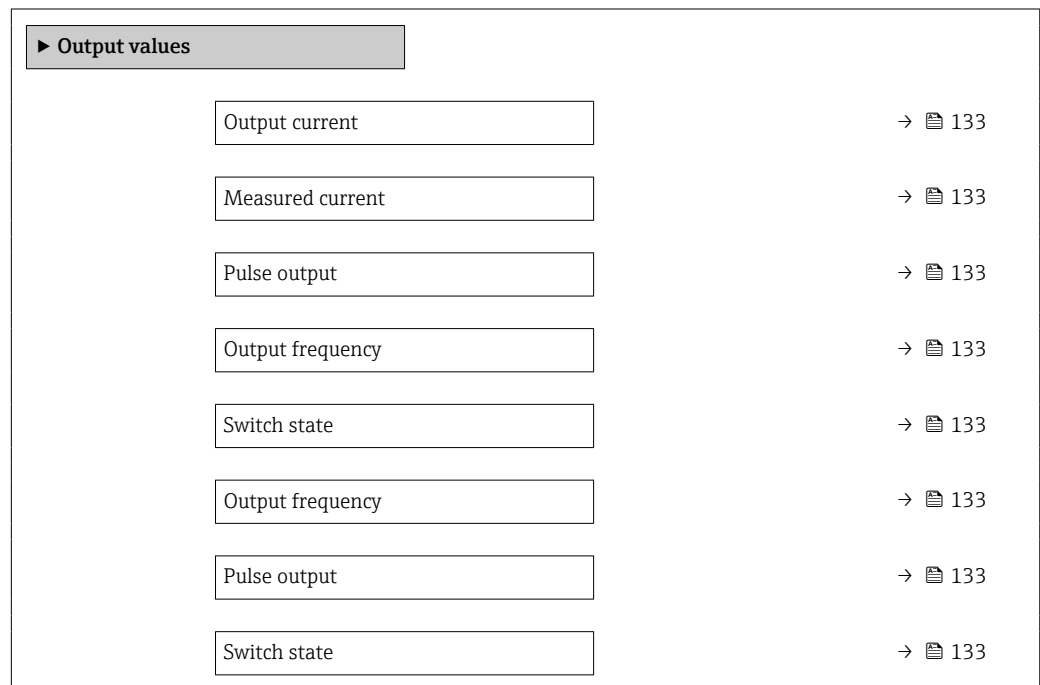 ▶ Output values
Output current → 133
Measured current → 133
Pulse output → 133
Output frequency → 133
Switch state → 133
Output frequency → 133
Pulse output → 133
Switch state → 133